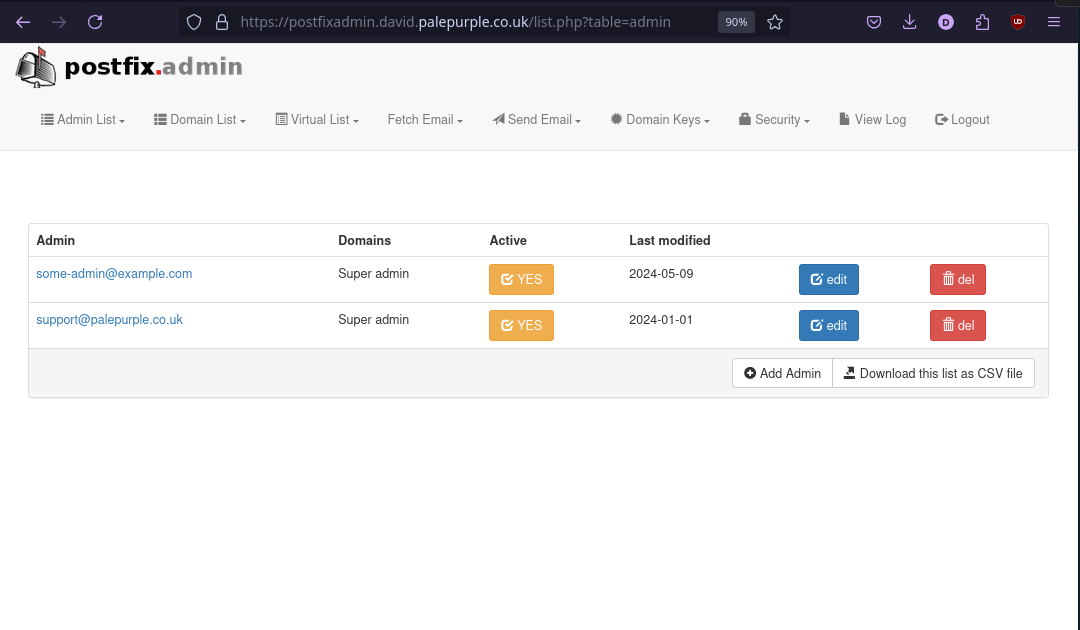 https://postfixadmin.david.palepurple.co.uk/list.php?table=admin 90% D UD
postfix.admin
Admin List Domain List Virtual List Fetch Email Send Email Domain Keys Security View Log Logout
Admin Domains Active Last modified
some-admin@example.com Super admin YES 2024-05-09 edit del
support@palepurple.co.uk Super admin YES 2024-01-01 edit del
Add Admin Download this list as CSV file